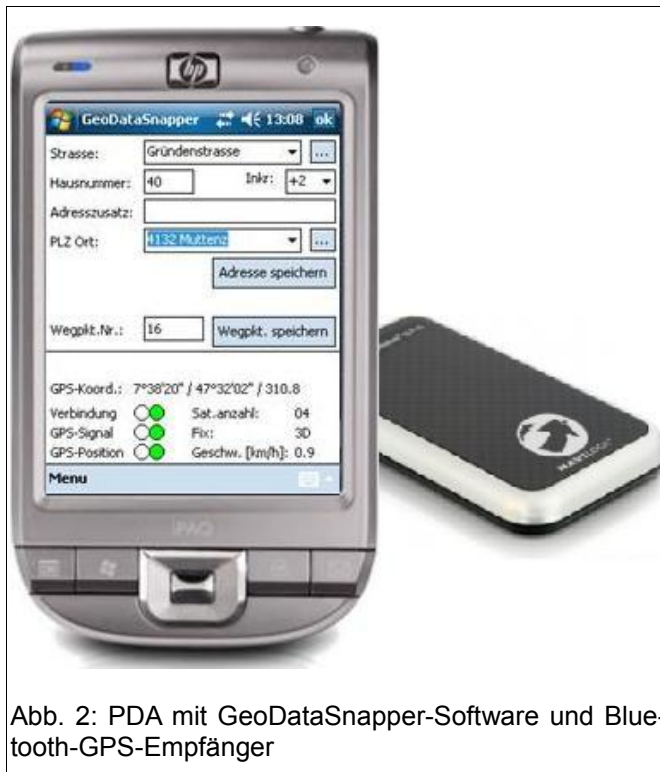 hp
GeoDataSnapper 13:08 ok
Strasse: Gründenstrasse ...
Hausnummer: 40 Inkr: +2
Adresszusatz:
PLZ Ort: 4132 Muttenz ...
Adresse speichern
Wegpkt.Nr.: 16 Wegpkt. speichern
GPS-Koord.: 7°38'20" / 47°32'02" / 310.8
Verbindung Sat.anzahl: 04
GPS-Signal Fix: 3D
GPS-Position Geschw. [km/h]: 0.9
Menu
iPAQ
Abb. 2: PDA mit GeoDataSnapper-Software und Blue-
tooth-GPS-Empfänger